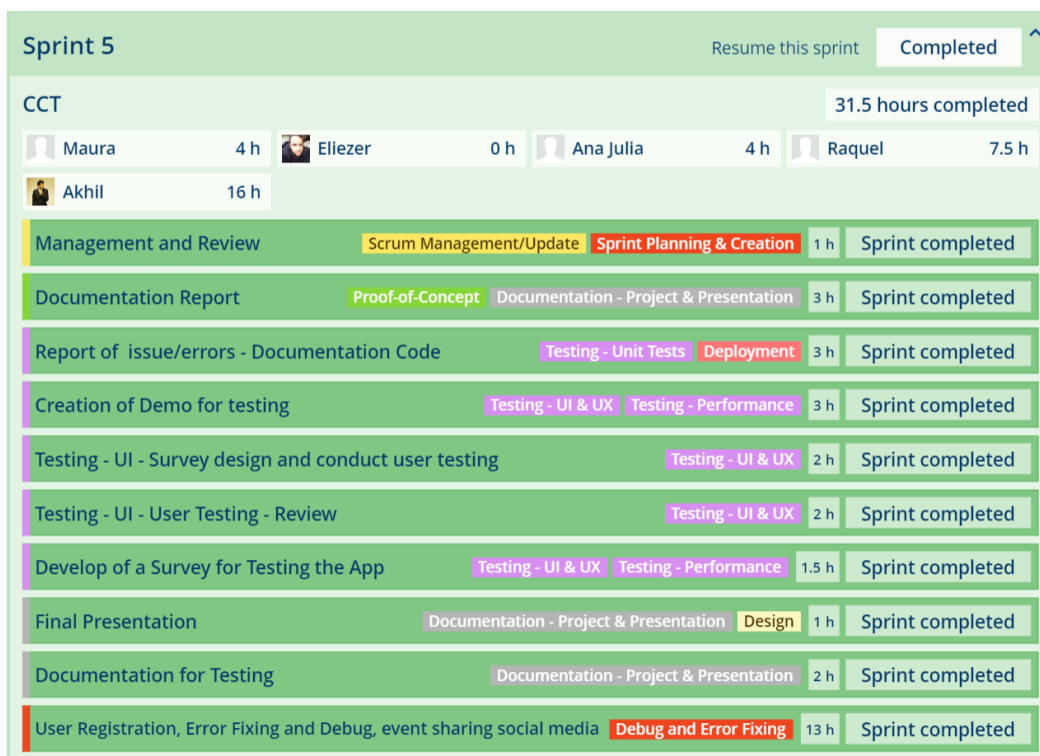 Sprint 5 Resume this sprint Completed
CCT 31.5 hours completed
Maura 4 h Eliezer 0 h Ana Julia 4 h Raquel 7.5 h
Akhil 16 h
Management and Review Scrum Management/Update Sprint Planning & Creation 1 h Sprint completed
Documentation Report Proof-of-Concept Documentation - Project & Presentation 3 h Sprint completed
Report of issue/errors - Documentation Code Testing - Unit Tests Deployment 3 h Sprint completed
Creation of Demo for testing Testing - UI & UX Testing - Performance 3 h Sprint completed
Testing - UI - Survey design and conduct user testing Testing - UI & UX 2 h Sprint completed
Testing - UI - User Testing - Review Testing - UI & UX 2 h Sprint completed
Develop of a Survey for Testing the App Testing - UI & UX Testing - Performance 1.5 h Sprint completed
Final Presentation Documentation - Project & Presentation Design 1 h Sprint completed
Documentation for Testing Documentation - Project & Presentation 2 h Sprint completed
User Registration, Error Fixing and Debug, event sharing social media Debug and Error Fixing 13 h Sprint completed